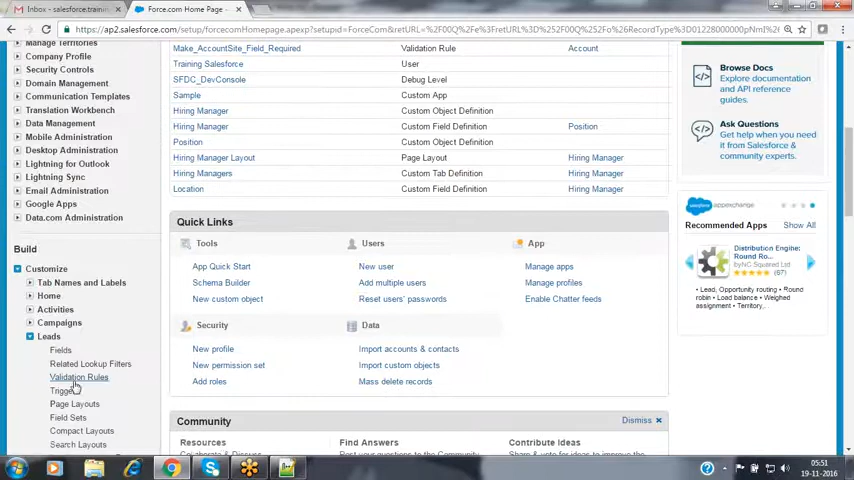 Inbox - salesforce.trainin
Force.com Home Page -
https://ap2.salesforce.com/setup/forcecomHomepage.apexp?setupid=ForceCom&retURL=%2F00Q%2Fe%3FretURL%3D%252F00Q%252Fo%26RecordType%3D01228000000pNmI%26
Manage Territories
Company Profile
Security Controls
Domain Management
Communication Templates
Translation Workbench
Data Management
Mobile Administration
Desktop Administration
Lightning for Outlook
Lightning Sync
Email Administration
Google Apps
Data.com Administration
Build
Customize
Tab Names and Labels
Home
Activities
Campaigns
Leads
Fields
Related Lookup Filters
Validation Rules
Page Layouts
Field Sets
Compact Layouts
Search Layouts
Make_AccountSite_Field_Required Validation Rule Account
Training Salesforce User
SFDC_DevConsole Debug Level
Sample Custom App
Hiring Manager Custom Object Definition
Hiring Manager Custom Field Definition Position
Position Custom Object Definition
Hiring Manager Layout Page Layout Hiring Manager
Hiring Managers Custom Tab Definition Hiring Manager
Location Custom Field Definition Hiring Manager
Quick Links
Tools Users App
App Quick Start New user Manage apps
Schema Builder Add multiple users Manage profiles
New custom object Reset users' passwords Enable Chatter feeds
Security Data
New profile Import accounts & contacts
New permission set Import custom objects
Add roles Mass delete records
Community Dismiss
Resources Find Answers Contribute Ideas
Browse Docs
Explore documentation
and API reference
guides.
Ask Questions
Get help when you
need it from Salesforce
& community experts.
salesforce appexchange
Recommended Apps Show All
Distribution Engine:
Round Ro...
by NC Squared Ltd
(67)
• Lead, Opportunity routing • Round
robin • Load balance • Weighed
assignment • Territory...
05:51
19-11-2016